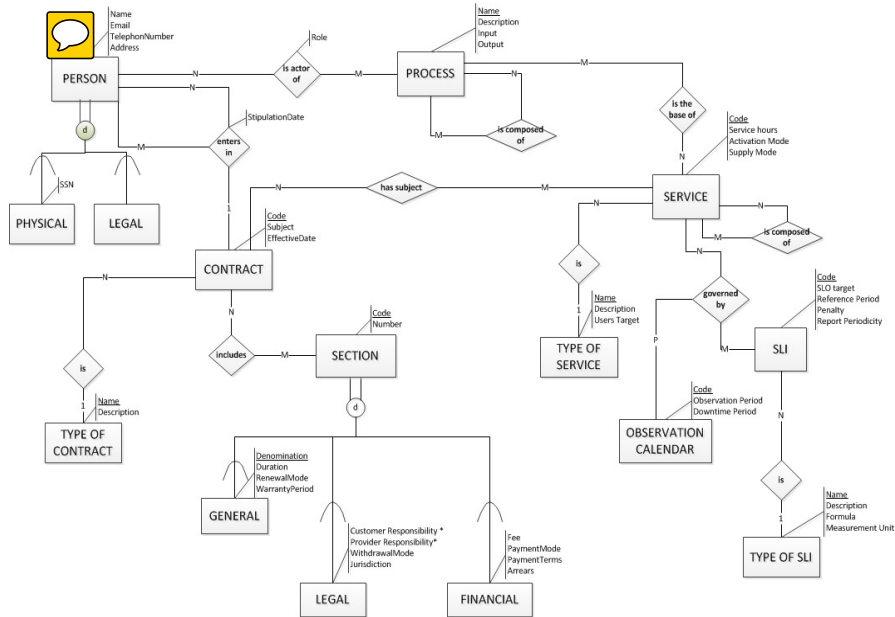 Name
Email
TelephonNumber
Address
PERSON
N
N
M
d
SSN
PHYSICAL
LEGAL
is actor
of
Role
M
Name
Description
Input
Output
PROCESS
N
M
is composed
of
M
is the
base of
N
StipulationDate
enters
in
1
Code
Service hours
Activation Mode
Supply Mode
SERVICE
N
has subject
M
N
M
is composed
of
Code
Subject
EffectiveDate
CONTRACT
N
is
1
Name
Description
TYPE OF
CONTRACT
N
includes
M
Code
Number
SECTION
d
N
is
1
Name
Description
Users Target
TYPE OF
SERVICE
N
governed
by
P
M
Code
SLO target
Reference Period
Penalty
Report Periodicity
SLI
Code
Observation Period
Downtime Period
OBSERVATION
CALENDAR
N
is
1
Name
Description
Formula
Measurement Unit
TYPE OF SLI
Denomination
Duration
RenewalMode
WarrantyPeriod
GENERAL
Customer Responsibility *
Provider Responsibility*
WithdrawalMode
Jurisdiction
LEGAL
Fee
PaymentMode
PaymentTerms
Arrears
FINANCIAL